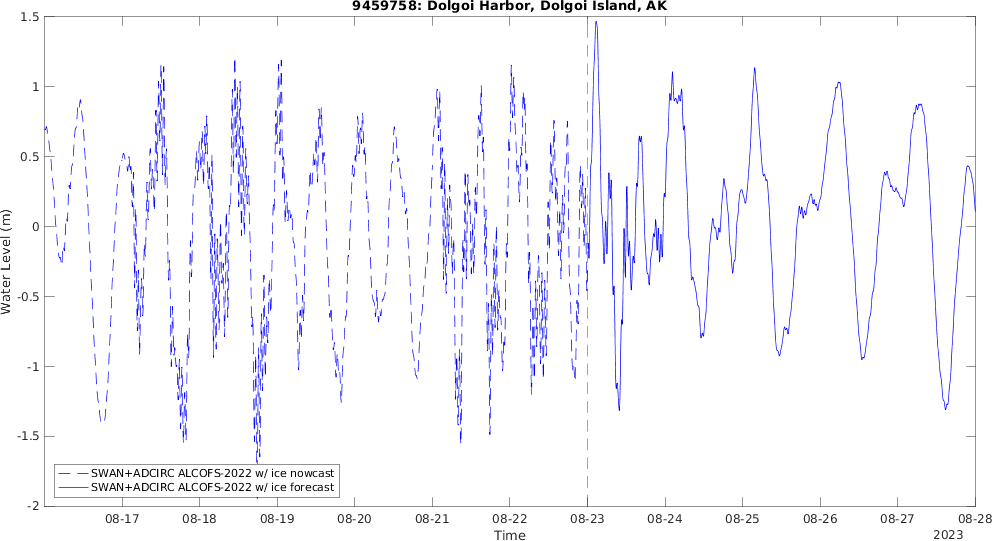 9459758: Dolgoi Harbor, Dolgoi Island, AK
1.5
1
0.5
0
-0.5
-1
-1.5
-2
Water Level (m)
SWAN+ADCIRC ALCOFS-2022 w/ ice nowcast
SWAN+ADCIRC ALCOFS-2022 w/ ice forecast
08-17 08-18 08-19 08-20 08-21 08-22 08-23 08-24 08-25 08-26 08-27 08-28
Time
2023